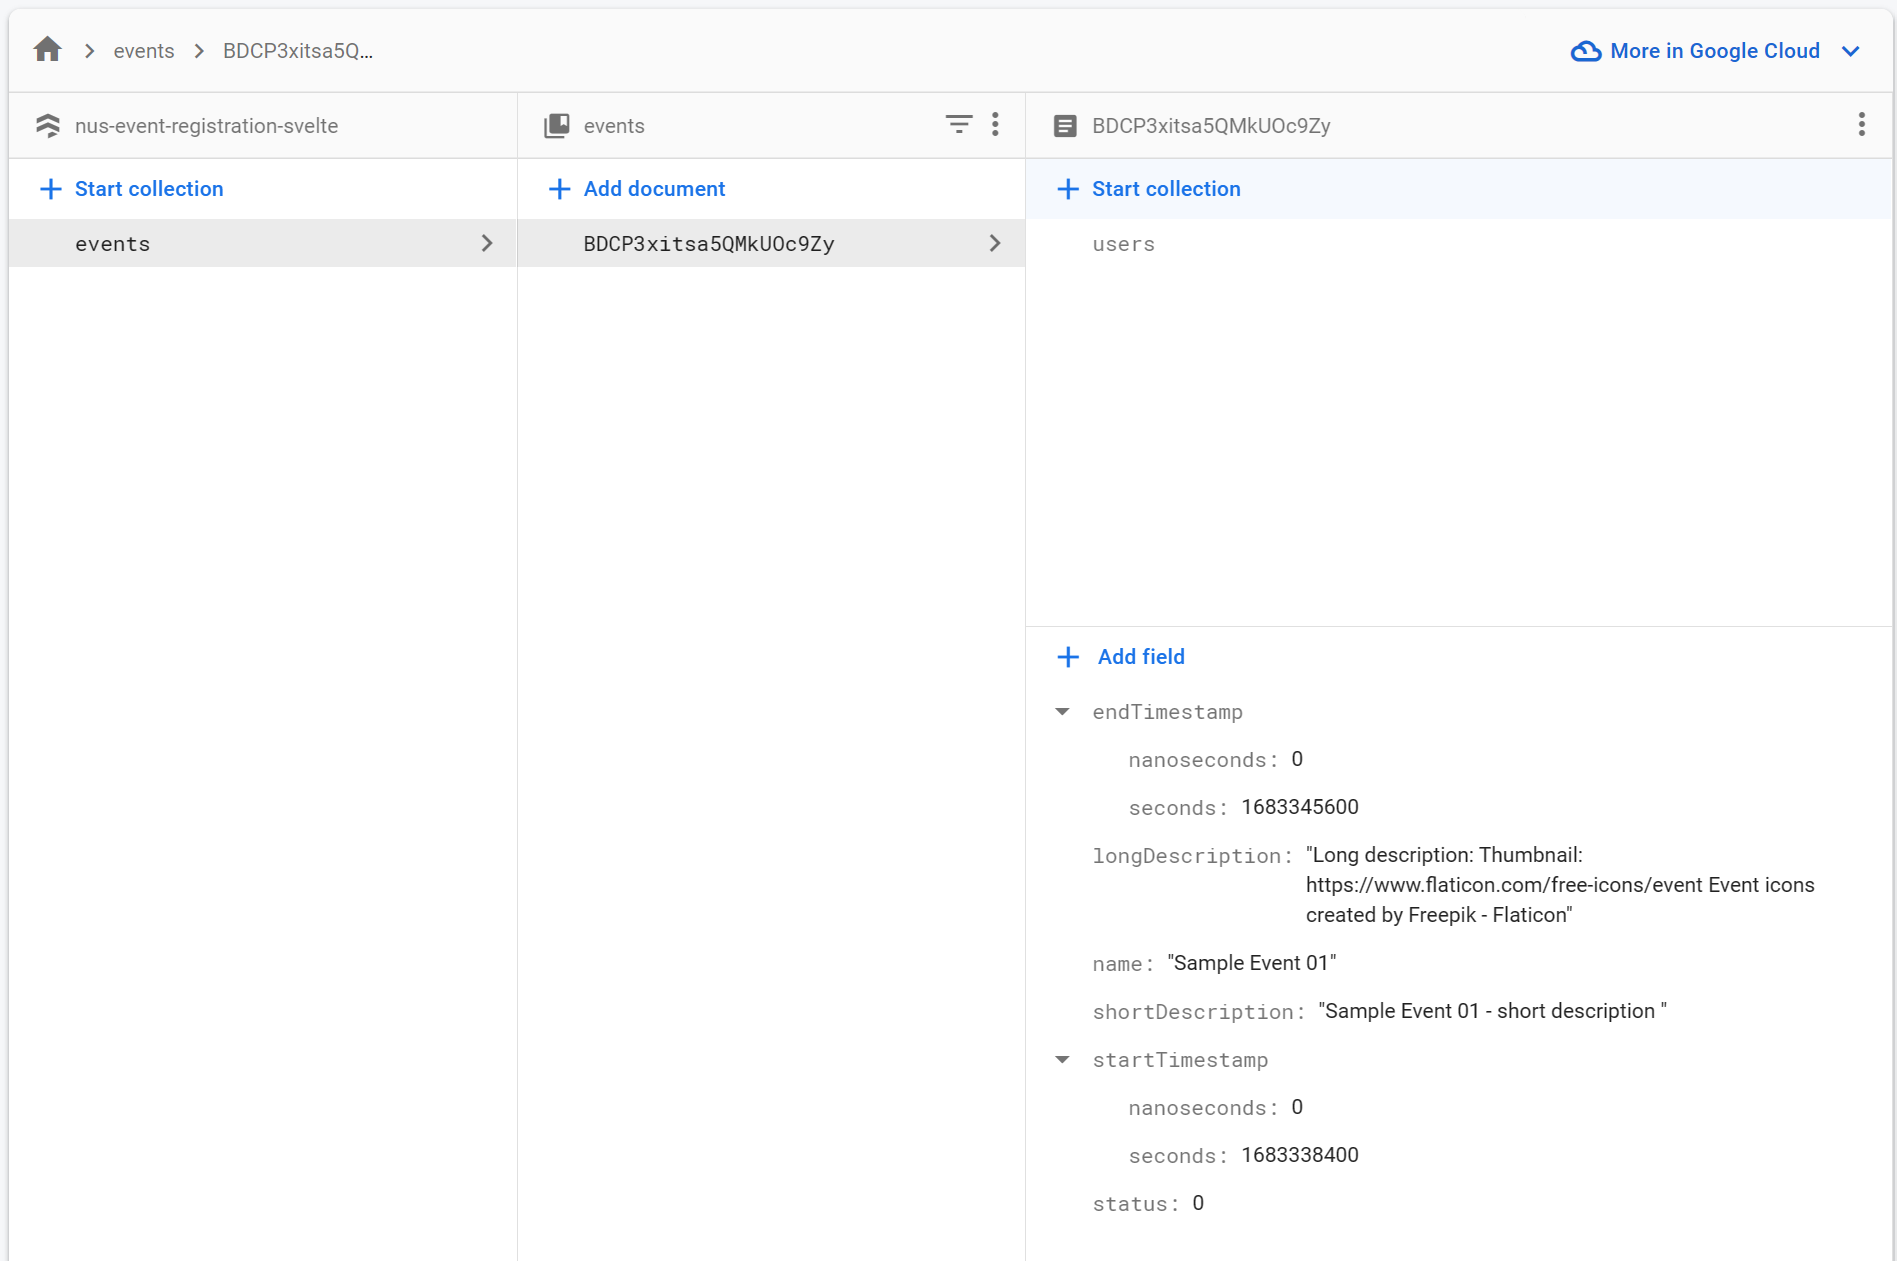 events
BDCP3xitsa5Q...
More in Google Cloud
nus-event-registration-svelte
events
BDCP3xitsa5QMkUOc9Zy
Start collection
Add document
Start collection
events
BDCP3xitsa5QMkUOc9Zy
users
Add field
endTimestamp
nanoseconds: 0
seconds: 1683345600
longDescription: "Long description: Thumbnail:
https://www.flaticon.com/free-icons/event Event icons
created by Freepik - Flaticon"
name: "Sample Event 01"
shortDescription: "Sample Event 01 - short description "
startTimestamp
nanoseconds: 0
seconds: 1683338400
status: 0